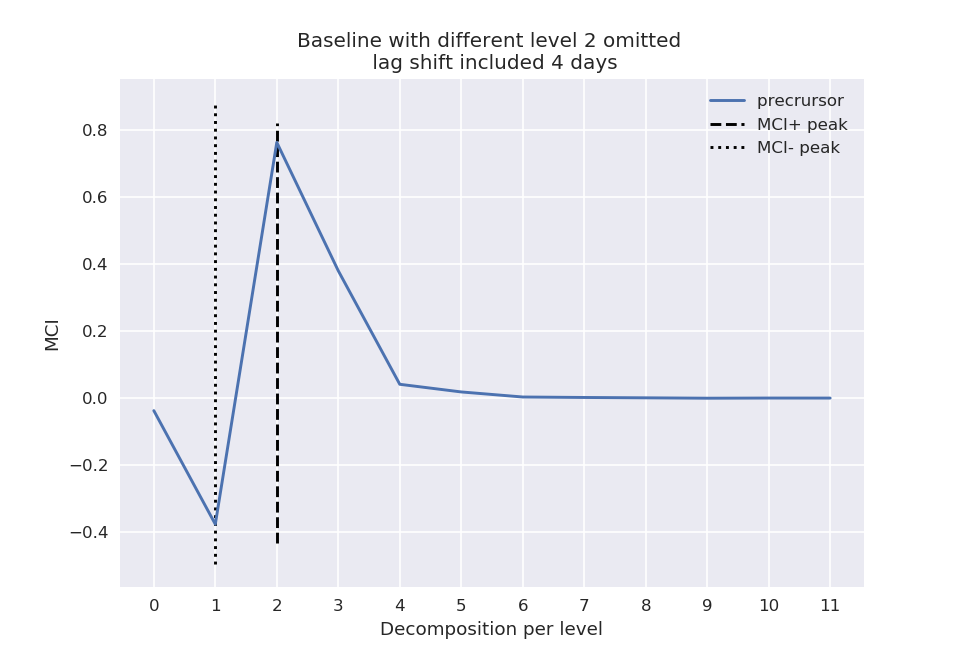 Baseline with different level 2 omitted
lag shift included 4 days
precrursor
MCI+ peak
MCI- peak
0.8
0.6
0.4
0.2
0.0
−0.2
−0.4
MCI
0 1 2 3 4 5 6 7 8 9 10 11
Decomposition per level